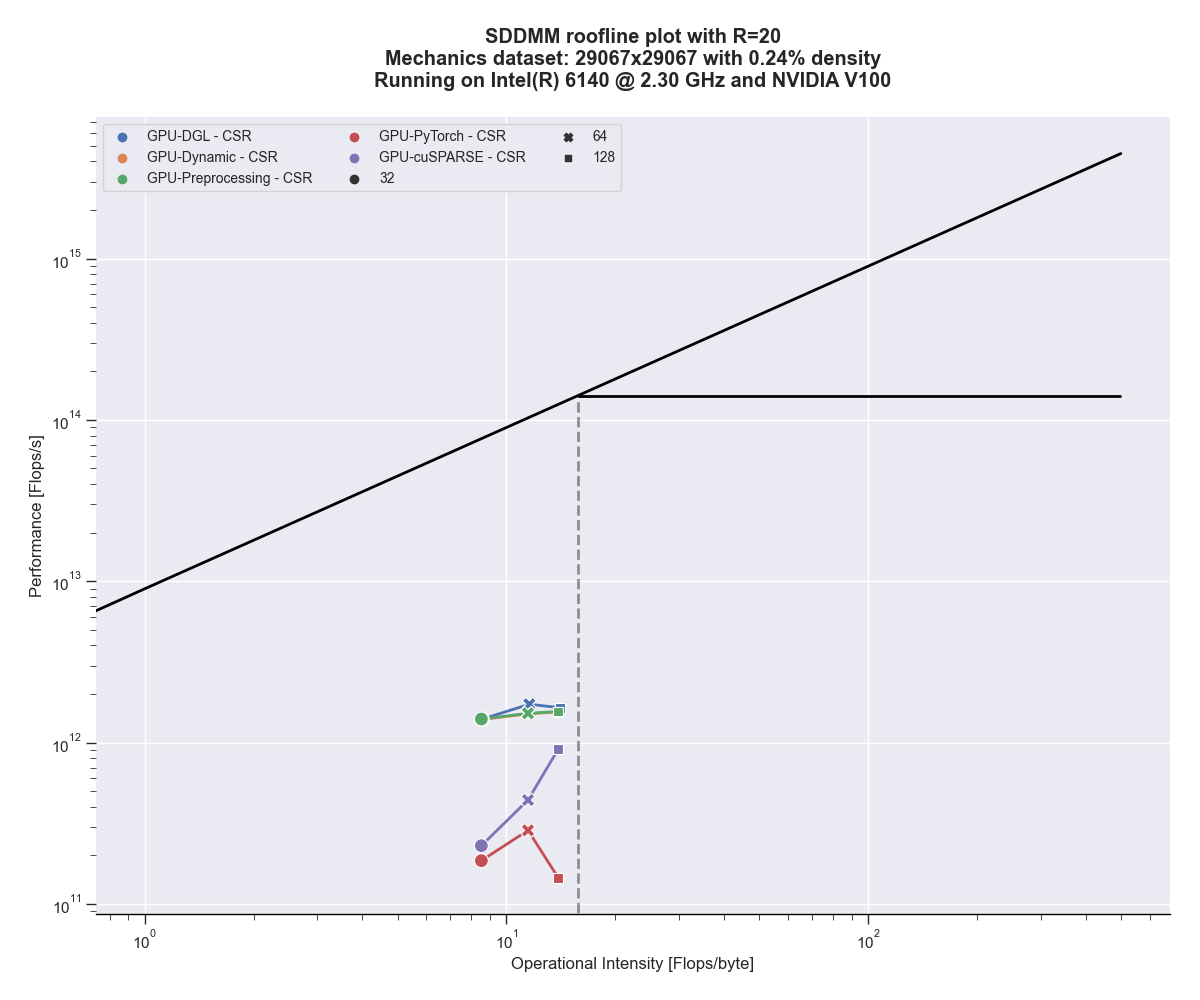 SDDMM roofline plot with R=20
Mechanics dataset: 29067x29067 with 0.24% density
Running on Intel(R) 6140 @ 2.30 GHz and NVIDIA V100
GPU-DGL - CSR
GPU-Dynamic - CSR
GPU-Preprocessing - CSR
GPU-PyTorch - CSR
GPU-cuSPARSE - CSR
32
64
128
Performance [Flops/s]
10^15
10^14
10^13
10^12
10^11
10^0
10^1
10^2
Operational Intensity [Flops/byte]